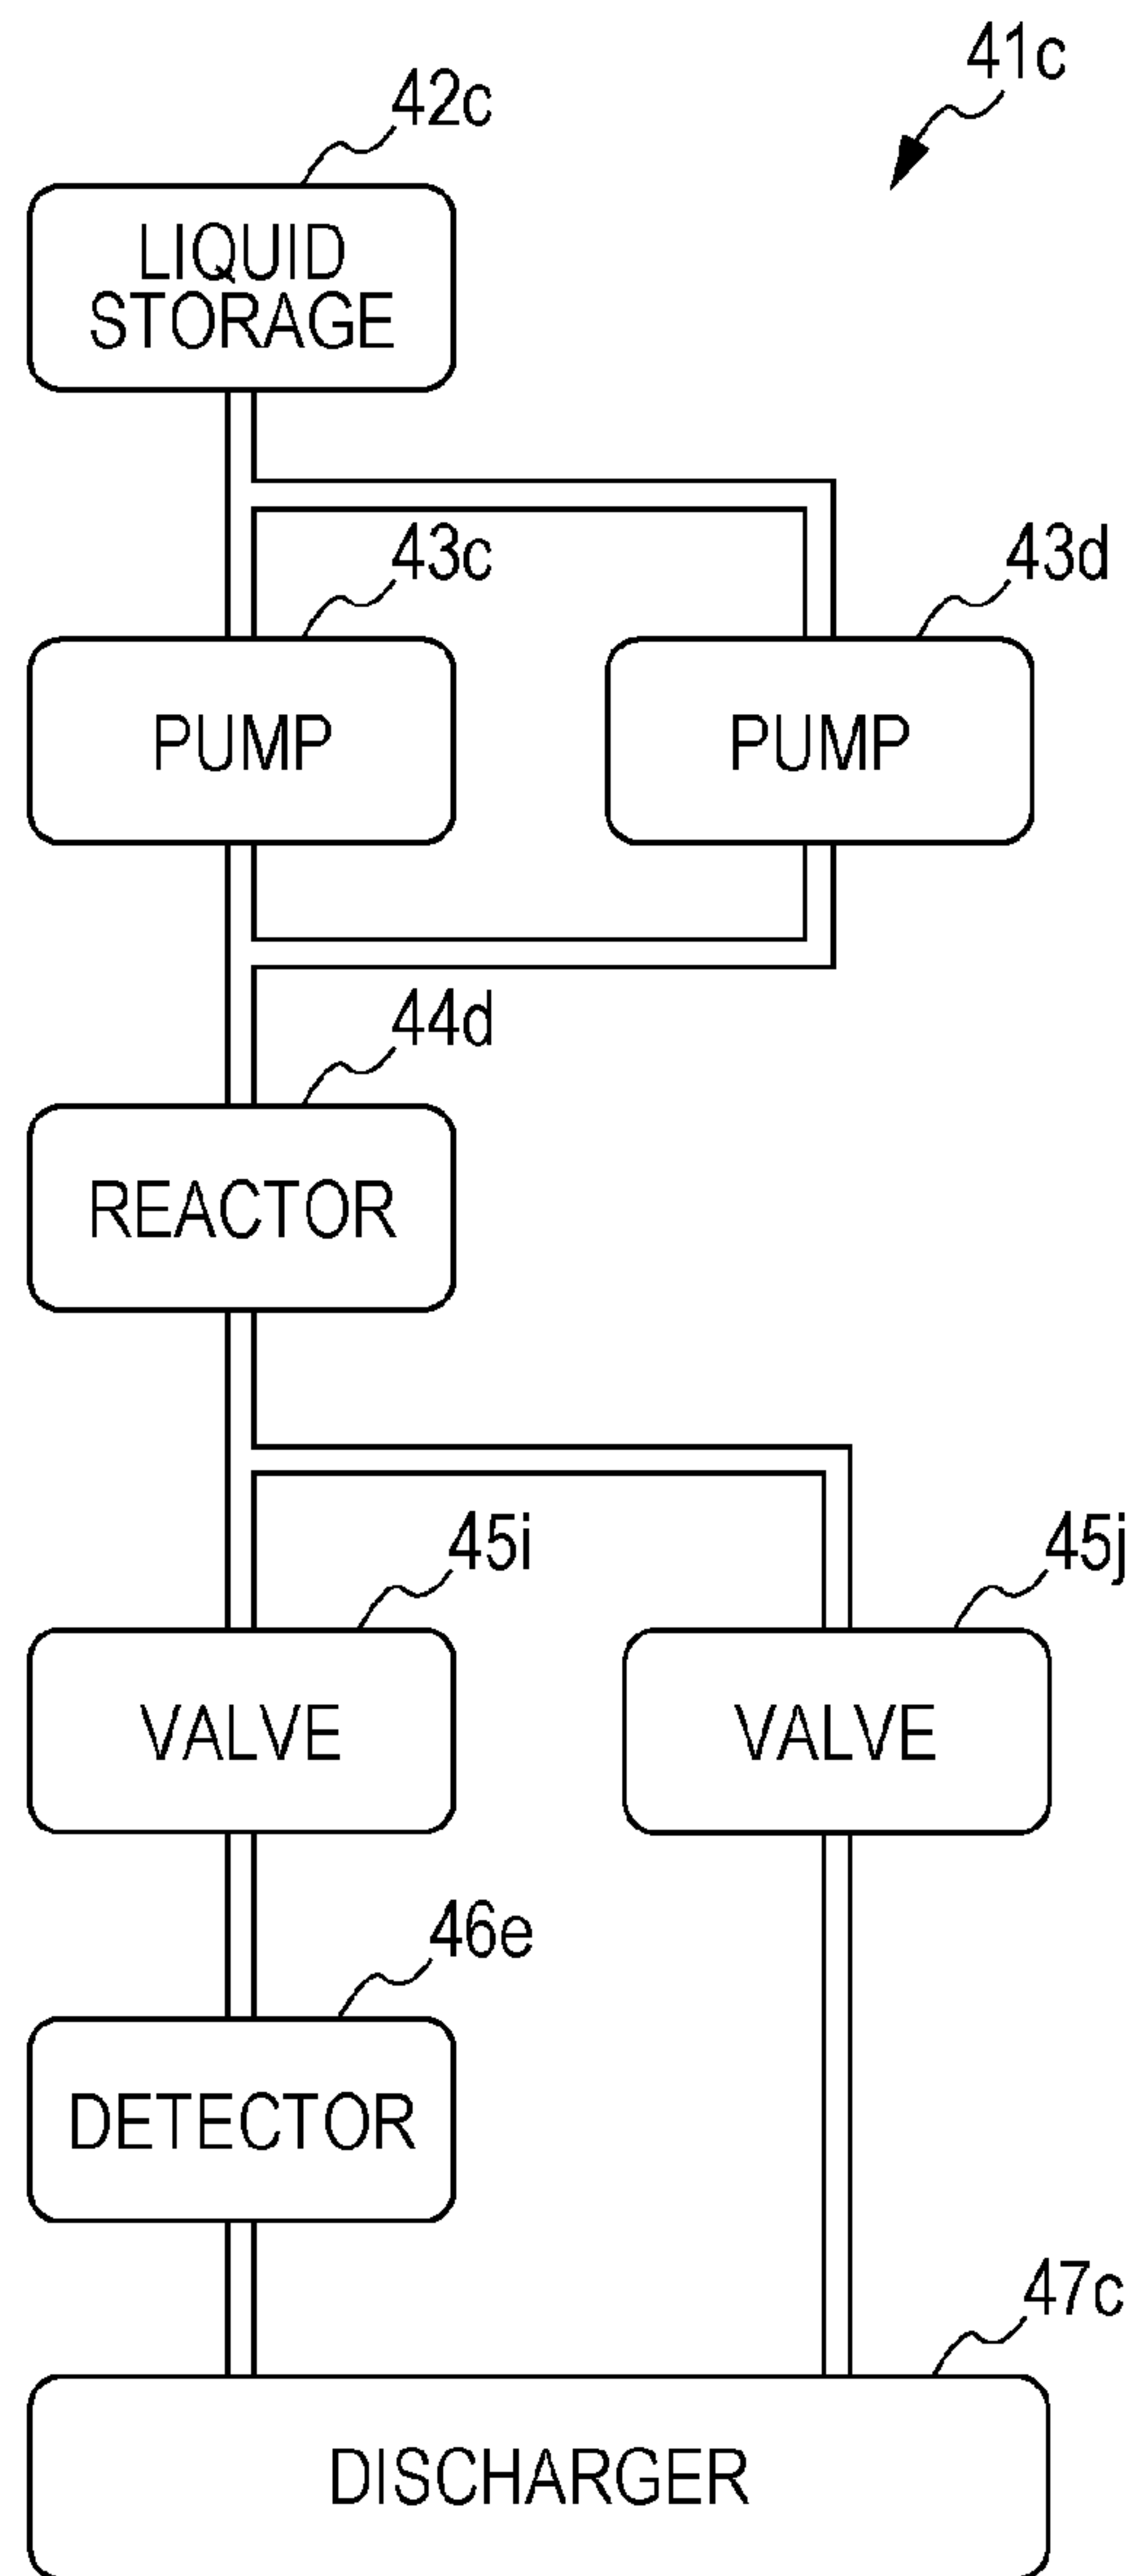 41c
42c
LIQUID
STORAGE
43c
43d
PUMP
PUMP
44d
REACTOR
45i
45j
VALVE
VALVE
46e
DETECTOR
47c
DISCHARGER